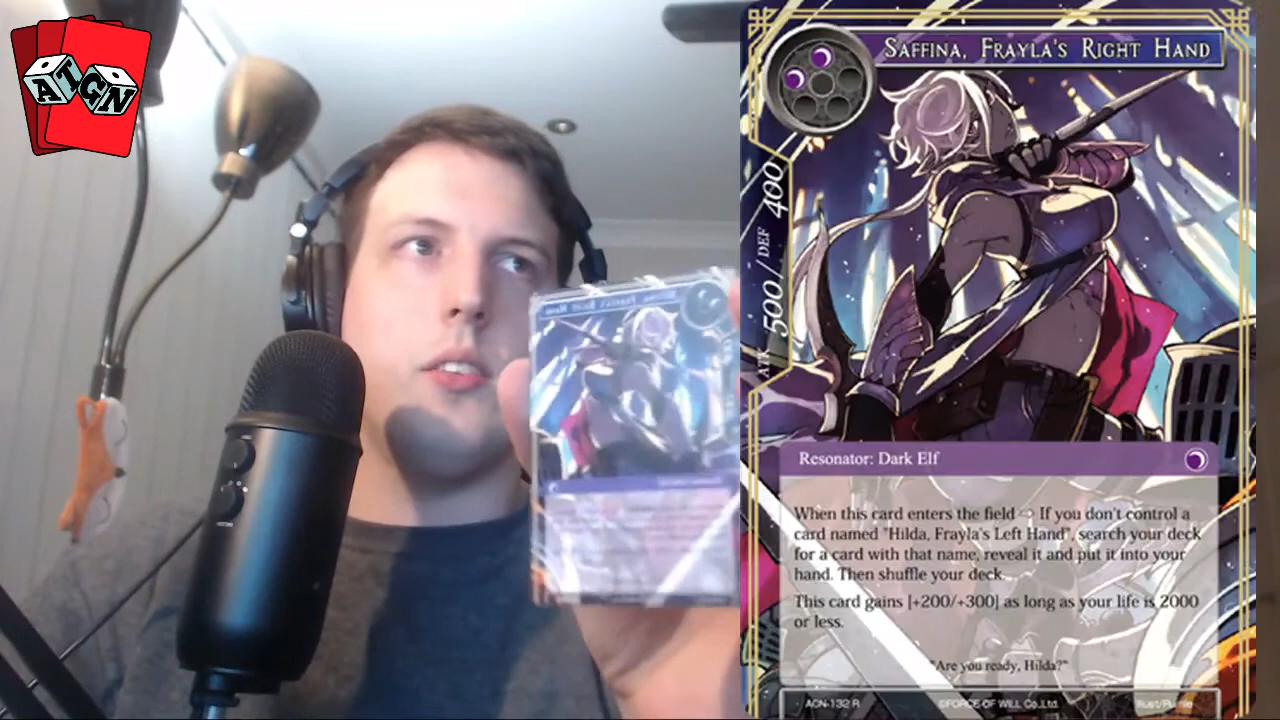 ATGN
SAFFINA, FRAYLA'S RIGHT HAND
ATK 500 / DEF 400
Resonator: Dark Elf
When this card enters the field ⇨ If you don't control a
card named "Hilda, Frayla's Left Hand", search your deck
for a card with that name, reveal it and put it into your
hand. Then shuffle your deck.
This card gains [+200/+300] as long as your life is 2000
or less.
"Are you ready, Hilda?"
ACN-132 R
©FORCE OF WILL Co.,Ltd.